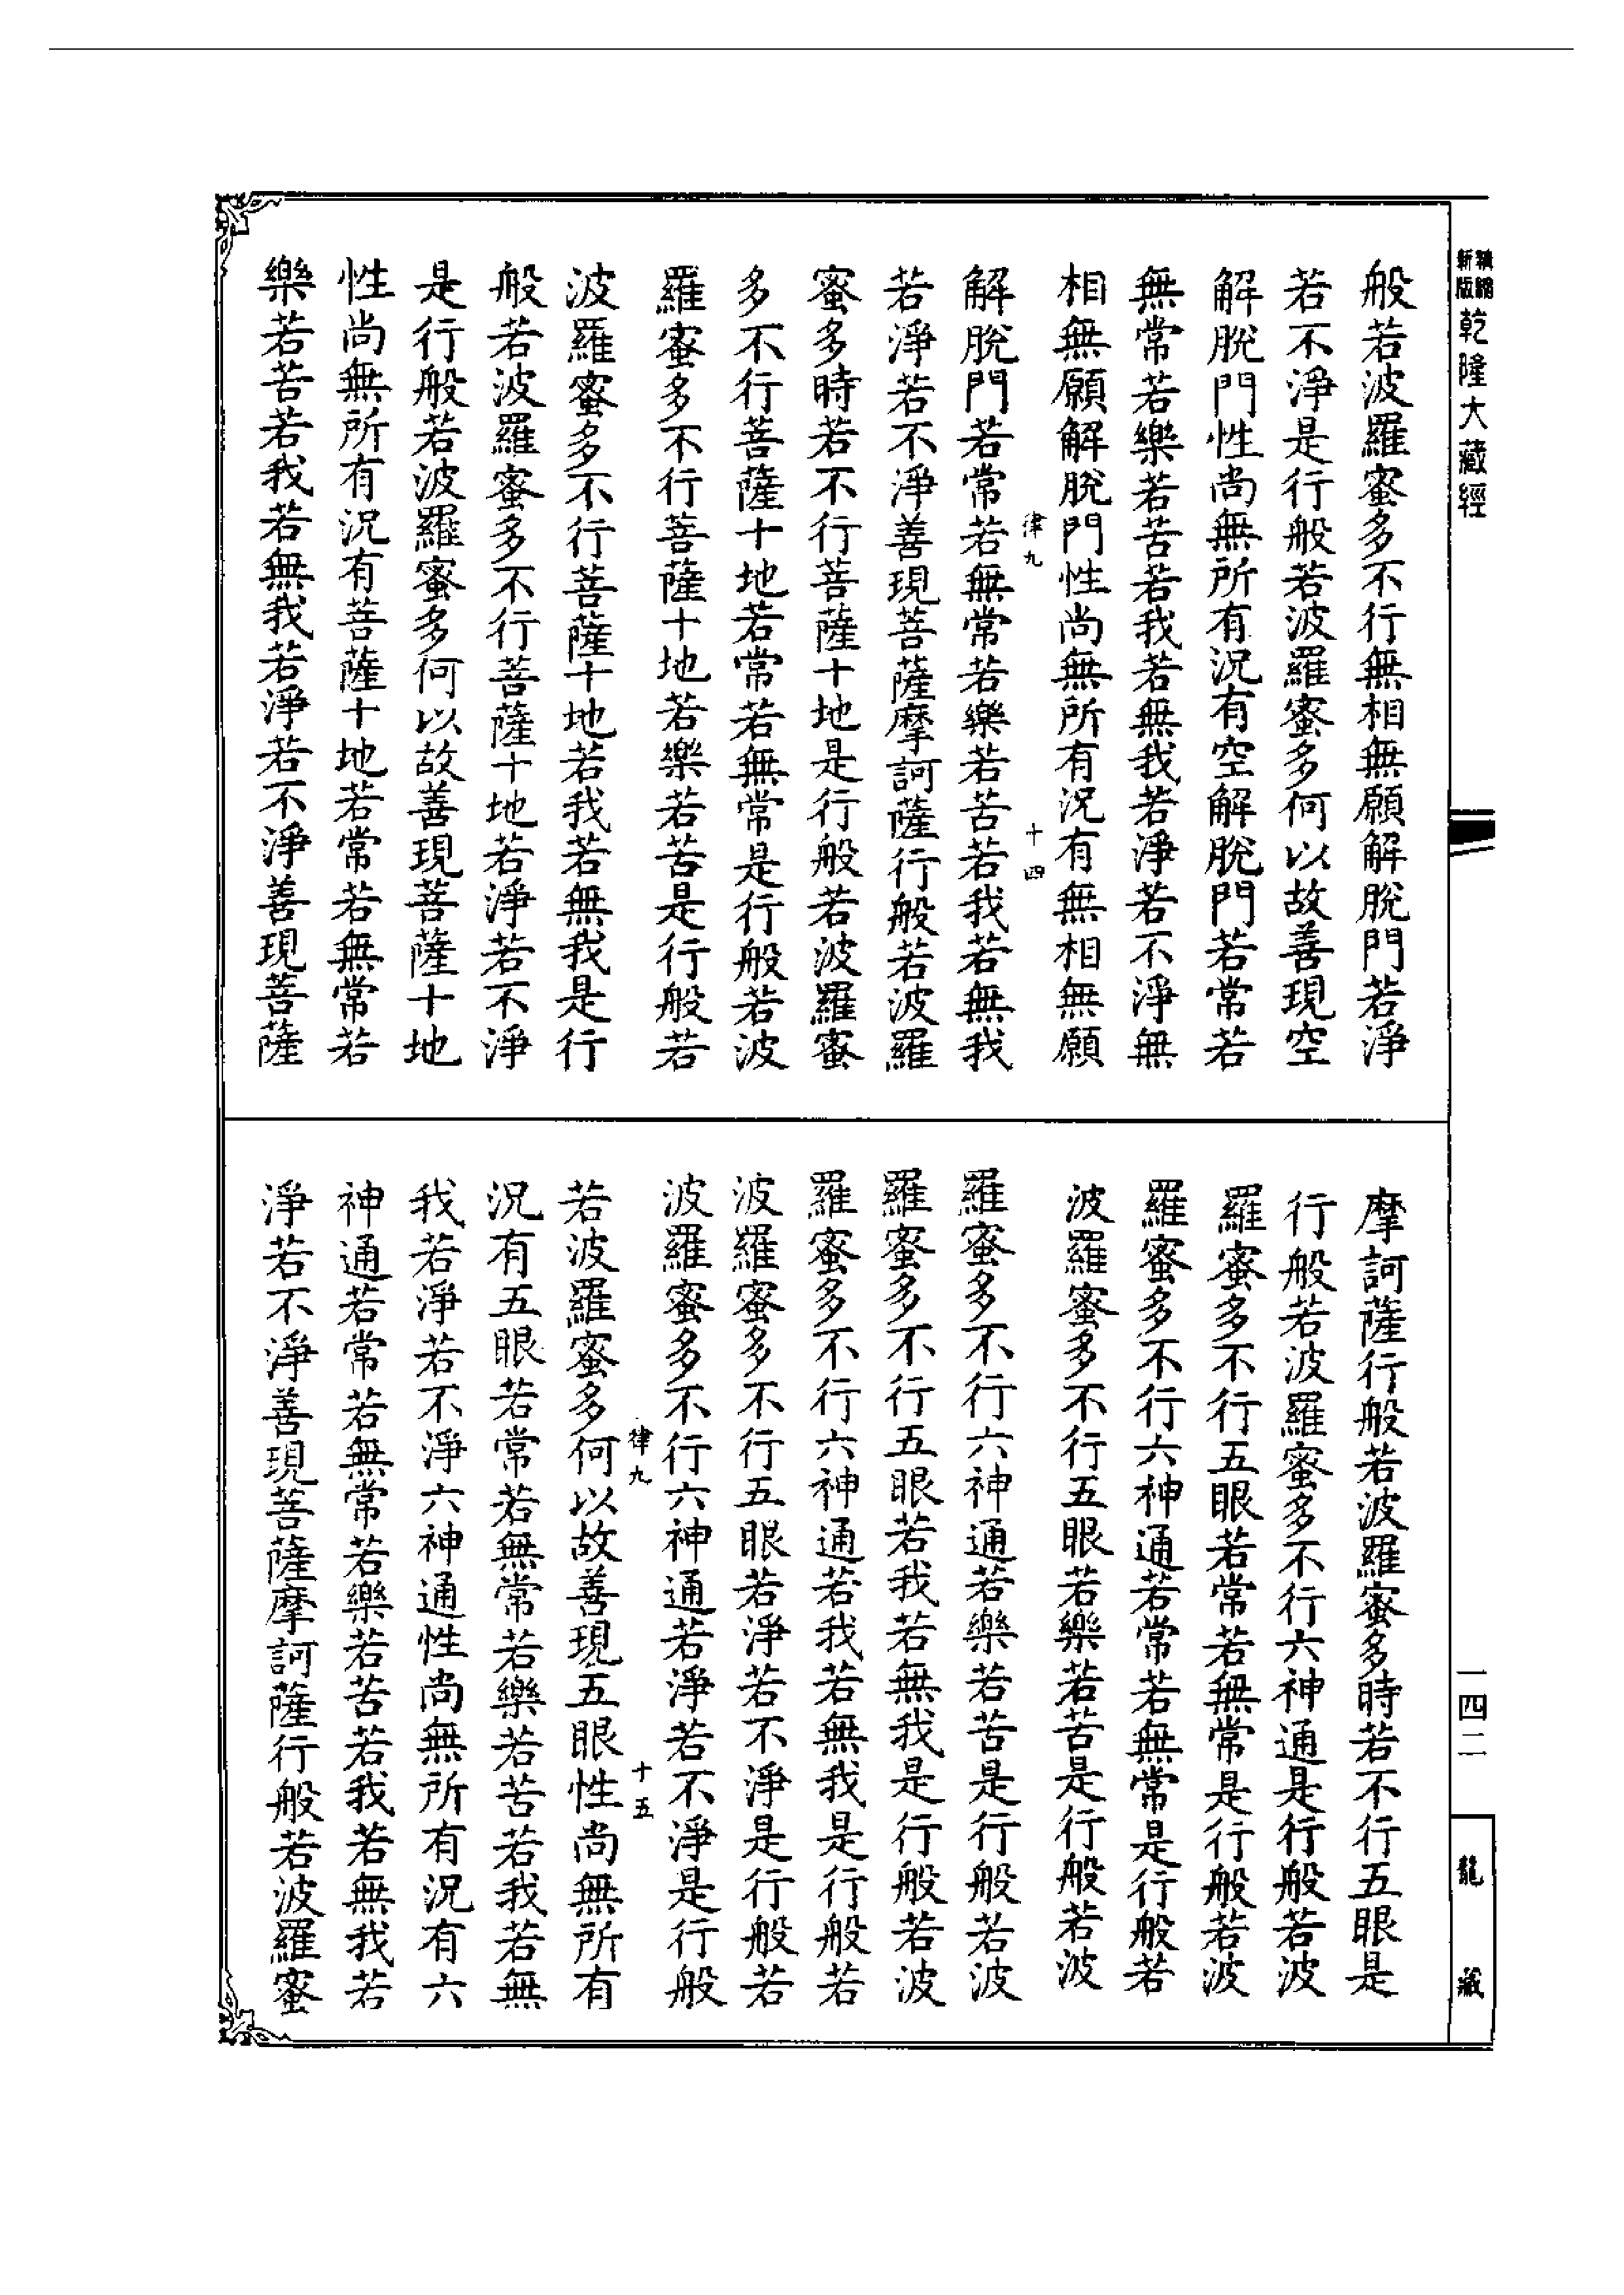 新版
乾隆大藏經
般若波羅蜜多不行無相無願解脫門若淨
若不淨是行般若波羅蜜多何以故善現空
解脫門性尚無所有況有空解脫門若常若
無常若樂若苦若我若無我若淨若不淨無
相無願解脫門性尚無所有況有無相無願
律九
十四
解脫門若常若無常若樂若苦若我若無我
若淨若不淨善現菩薩摩訶薩行般若波羅
蜜多時若不行菩薩十地是行般若波羅蜜
多不行菩薩十地若常若無常是行般若波
羅蜜多不行菩薩十地若樂若苦是行般若
波羅蜜多不行菩薩十地若我若無我是行
般若波羅蜜多不行菩薩十地若淨若不淨
是行般若波羅蜜多何以故善現菩薩十地
性尚無所有況有菩薩十地若常若無常若
樂若苦若我若無我若淨若不淨善現菩薩
摩訶薩行般若波羅蜜多時若不行五眼是
行般若波羅蜜多不行六神通是行般若波
羅蜜多不行五眼若常若無常是行般若波
羅蜜多不行六神通若常若無常是行般若
波羅蜜多不行五眼若樂若苦是行般若波
羅蜜多不行六神通若樂若苦是行般若波
羅蜜多不行五眼若我若無我是行般若波
羅蜜多不行六神通若我若無我是行般若
波羅蜜多不行五眼若淨若不淨是行般若
波羅蜜多不行六神通若淨若不淨是行般
律九
十五
若波羅蜜多何以故善現五眼性尚無所有
況有五眼若常若無常若樂若苦若我若無
我若淨若不淨六神通性尚無所有況有六
神通若常若無常若樂若苦若我若無我若
淨若不淨善現菩薩摩訶薩行般若波羅蜜
一四二
龍藏